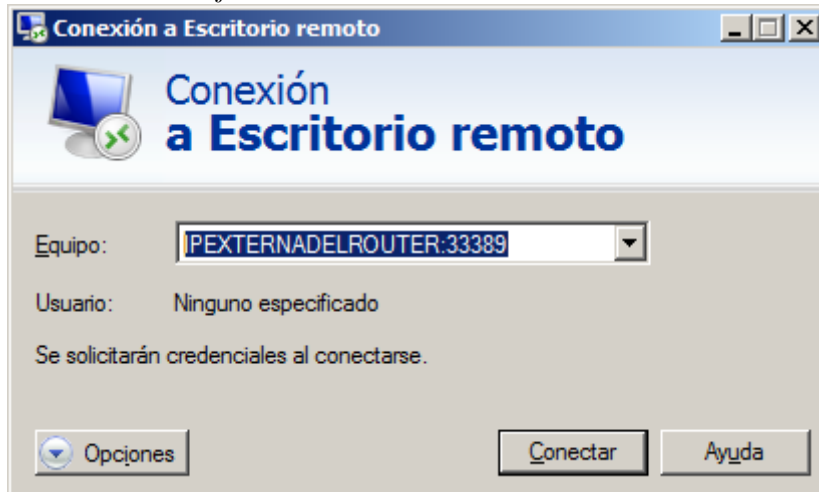 Conexión a Escritorio remoto
Conexión
a Escritorio remoto
Equipo: IPEXTERNADELROUTER:33389
Usuario: Ninguno especificado
Se solicitarán credenciales al conectarse.
Opciones Conectar Ayuda